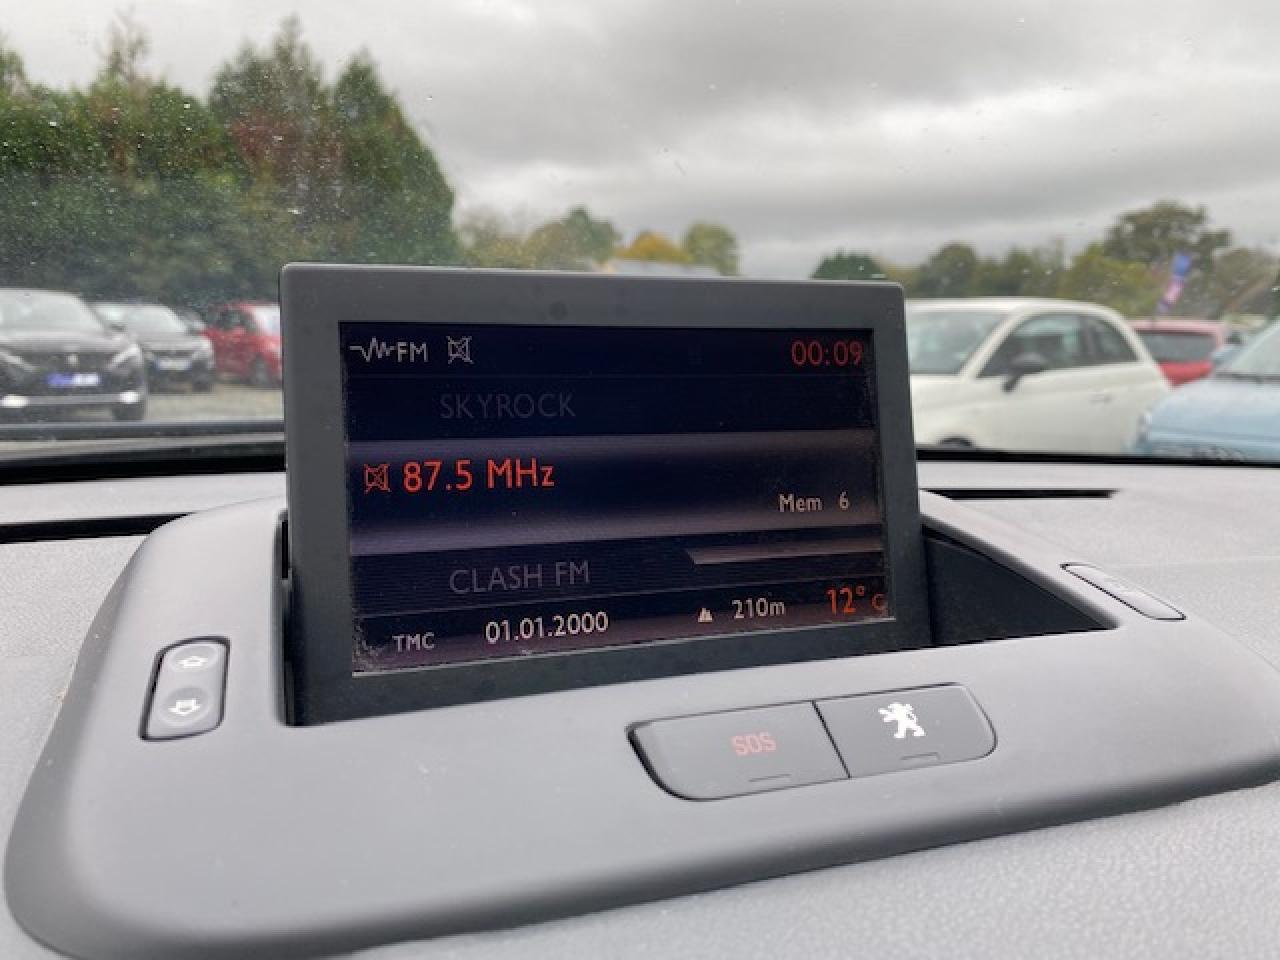 FM 00:09
SKYROCK
87.5 MHz
Mem 6
CLASH FM
TMC 01.01.2000 210m 12°C
SOS